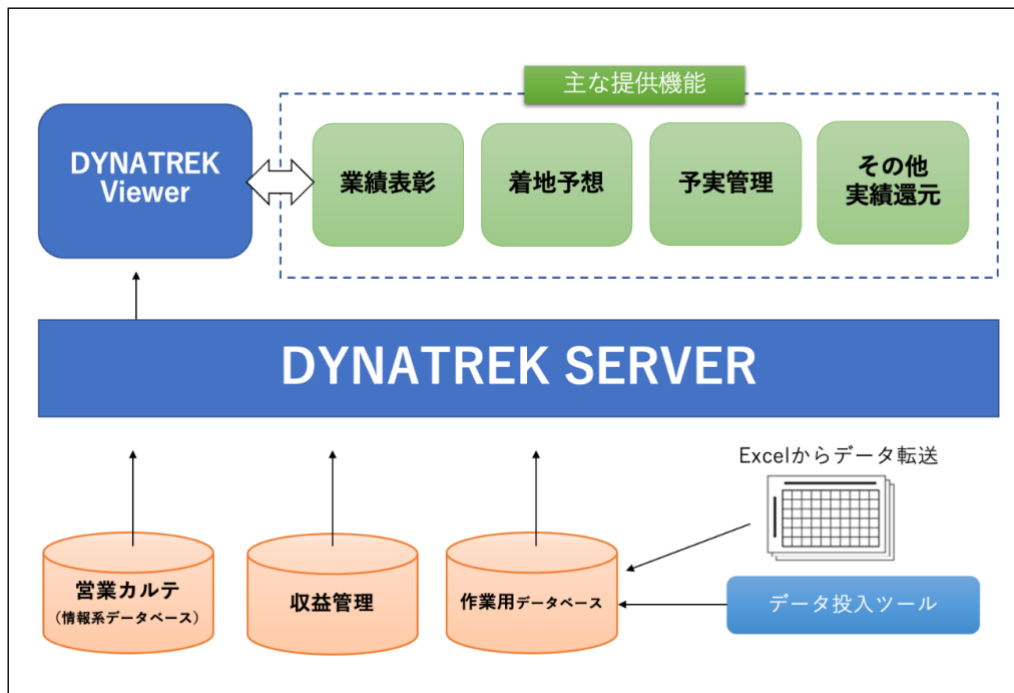 主な提供機能
DYNATREK
Viewer
業績表彰
着地予想
予実管理
その他
実績還元
DYNATREK SERVER
Excelからデータ転送
営業カルテ
（情報系データベース）
収益管理
作業用データベース
データ投入ツール